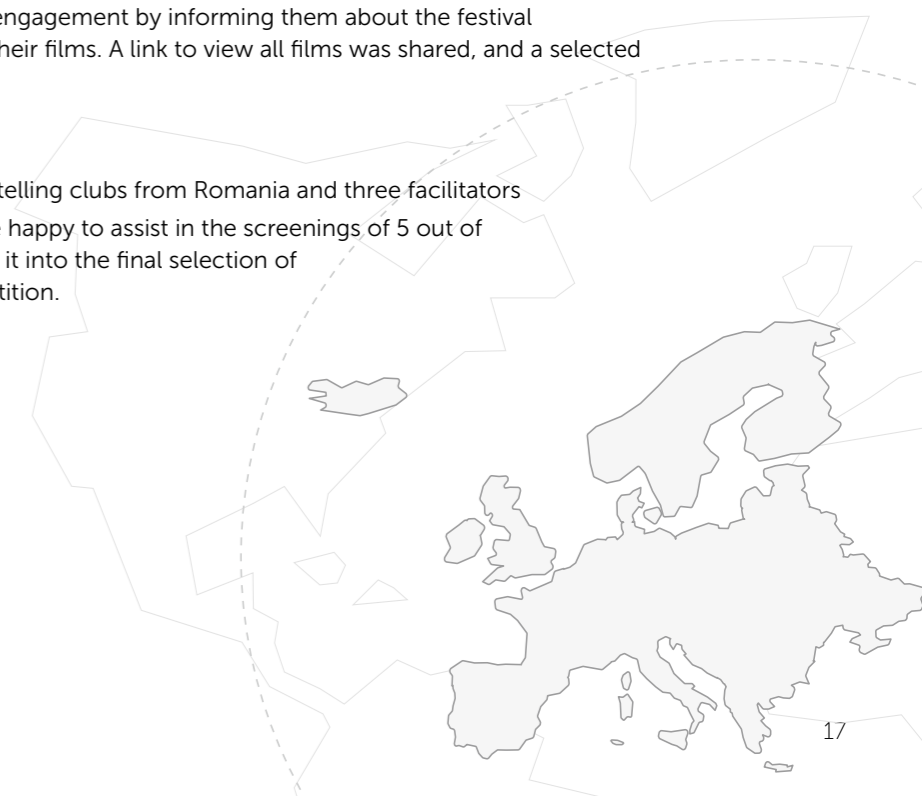 engagement by informing them about the festival
heir films. A link to view all films was shared, and a selected
telling clubs from Romania and three facilitators
e happy to assist in the screenings of 5 out of
it into the final selection of
tition.
17